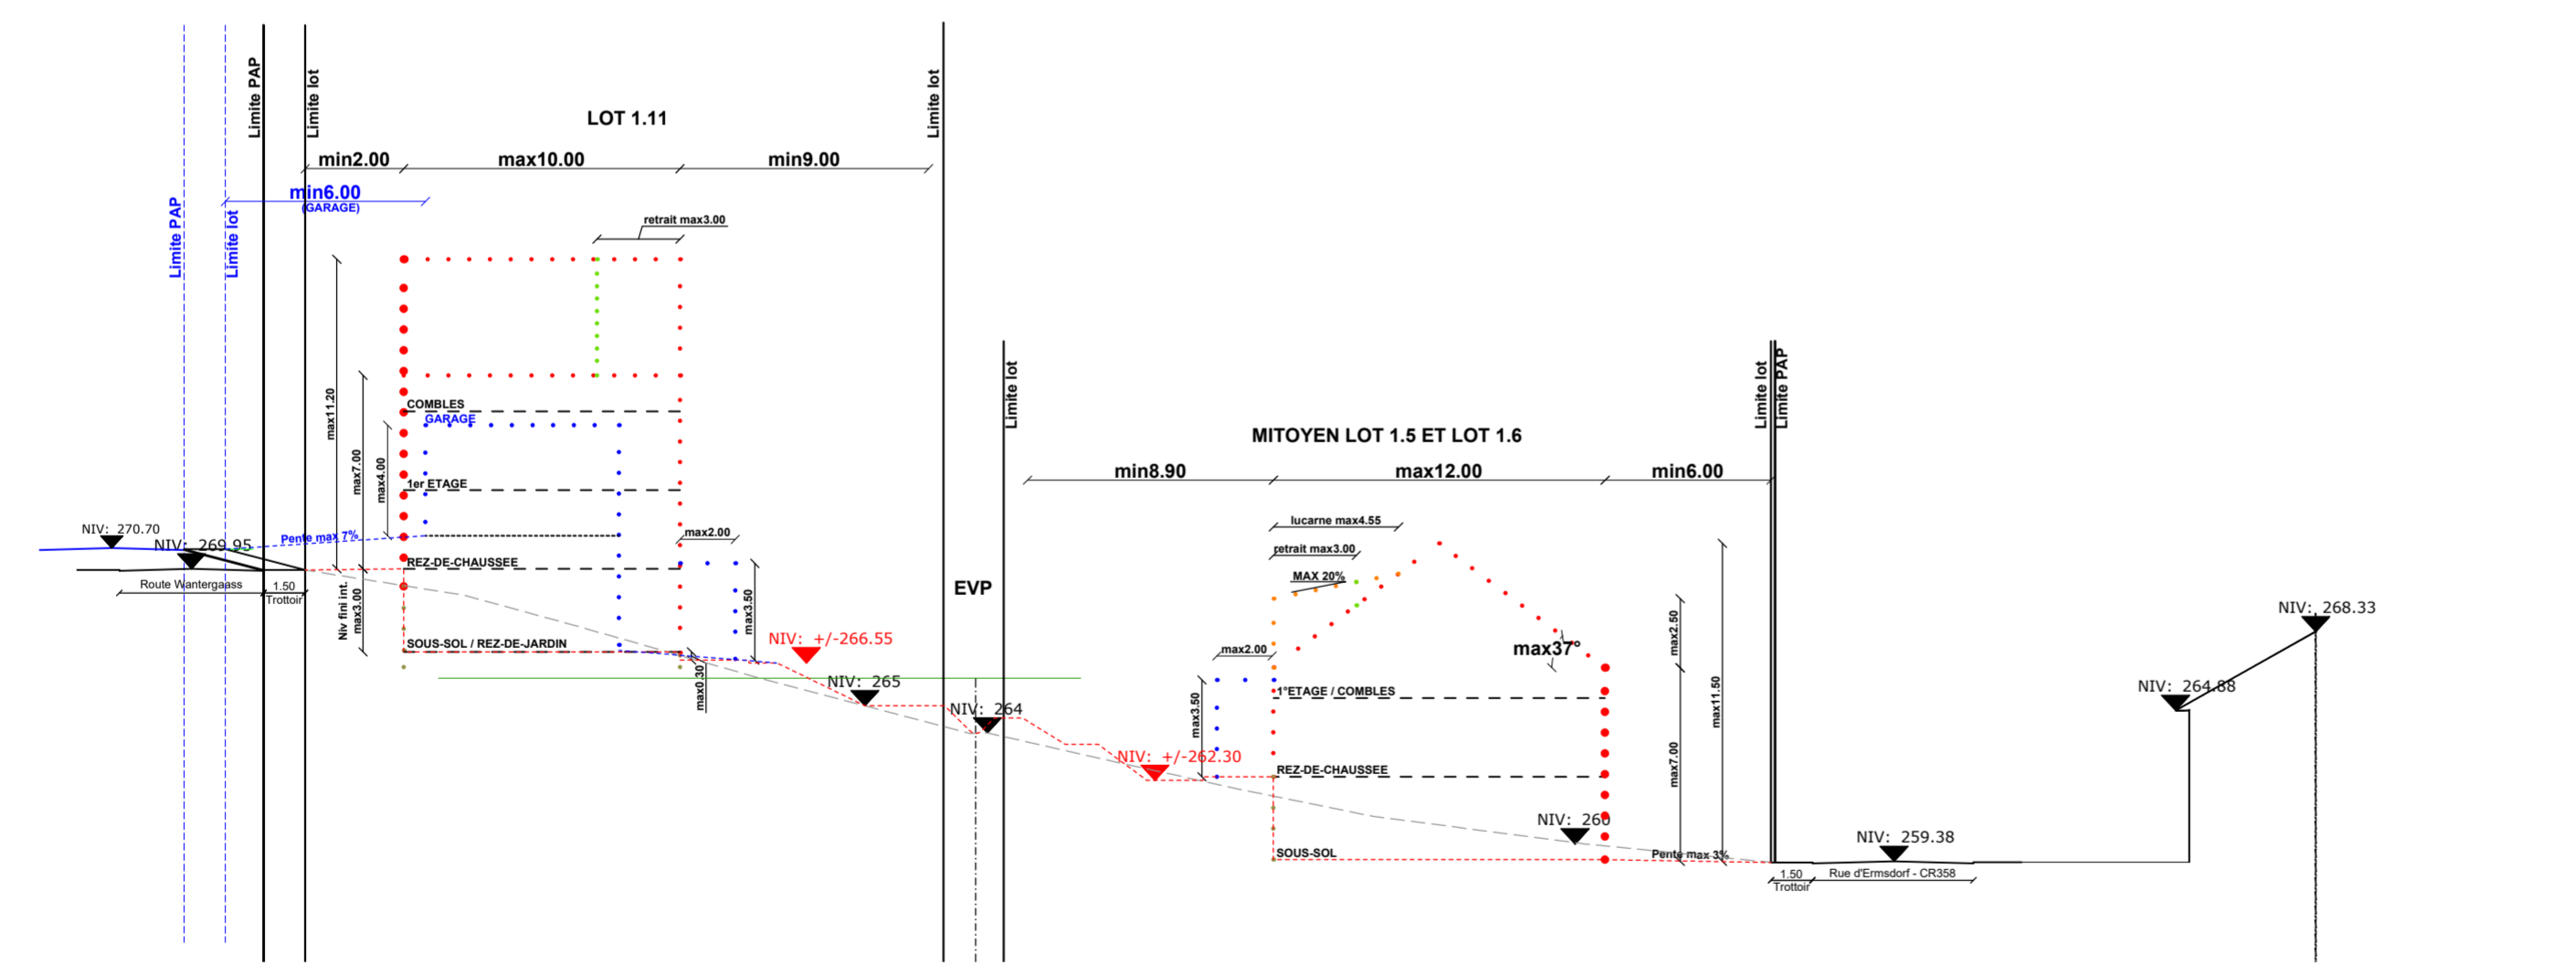 Limite PAP
Limite lot
Limite lot
LOT 1.11
min2.00
max10.00
min9.00
min6.00
(GARAGE)
Limite PAP
Limite lot
retrait max3.00
max11.20
max7.00
max4.00
COMBLES
GARAGE
1er ETAGE
NIV: 270.70
NIV: 269.95
Pente max 7%
REZ-DE-CHAUSSEE
max2.00
max3.50
Route Wantergaass
1.50
Trottoir
Niv fini int.
max3.00
SOUS-SOL / REZ-DE-JARDIN
max0.30
NIV: +/-266.55
NIV: 265
NIV: 264
EVP
Limite lot
Limite lot
Limite PAP
MITOYEN LOT 1.5 ET LOT 1.6
min8.90
max12.00
min6.00
lucarne max4.55
retrait max3.00
MAX 20%
max2.00
max37°
max2.50
max11.50
max7.00
max3.50
1°ETAGE / COMBLES
NIV: +/-262.30
REZ-DE-CHAUSSEE
NIV: 260
SOUS-SOL
Pente max 3%
NIV: 259.38
1.50
Trottoir
Rue d'Ermsdorf - CR358
NIV: 264.88
NIV: 268.33